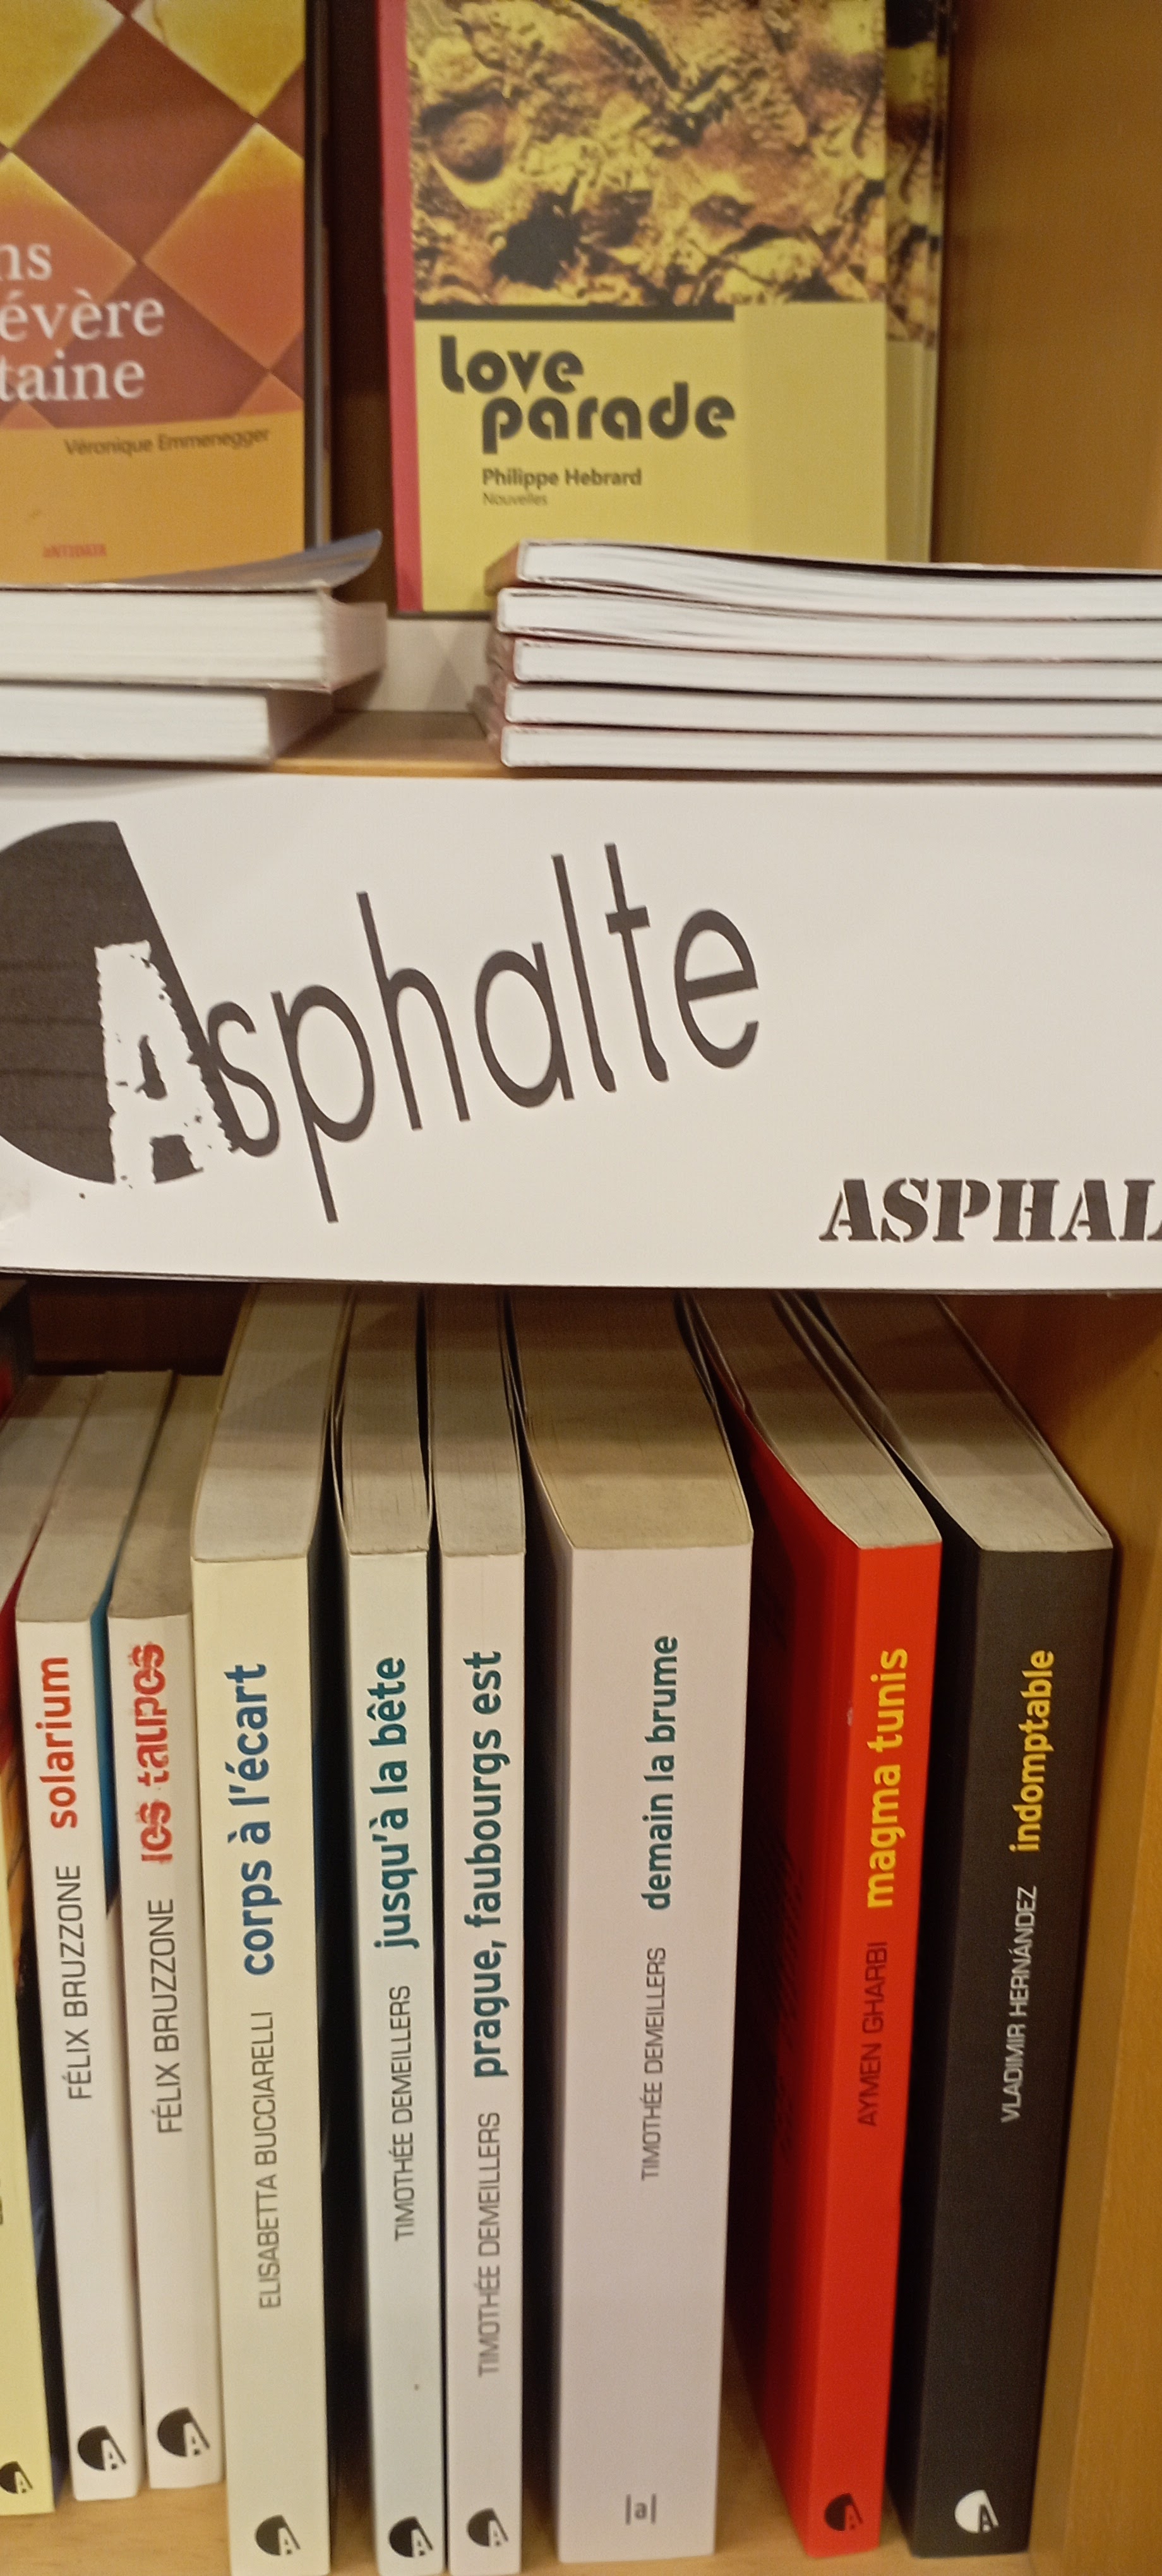 ns
évère
taine
Véronique Emmenegger
aNTIDATA
Love
parade
Philippe Hebrard
Nouvelles
Asphalte
ASPHAL
FÉLIX BRUZZONE solarium
FÉLIX BRUZZONE les taupes
ELISABETTA BUCCIARELLI corps à l'écart
TIMOTHÉE DEMEILLERS jusqu'à la bête
TIMOTHÉE DEMEILLERS prague, faubourgs est
TIMOTHÉE DEMEILLERS demain la brume
a
AYMEN GHARBI magma tunis
VLADIMIR HERNÁNDEZ indomptable